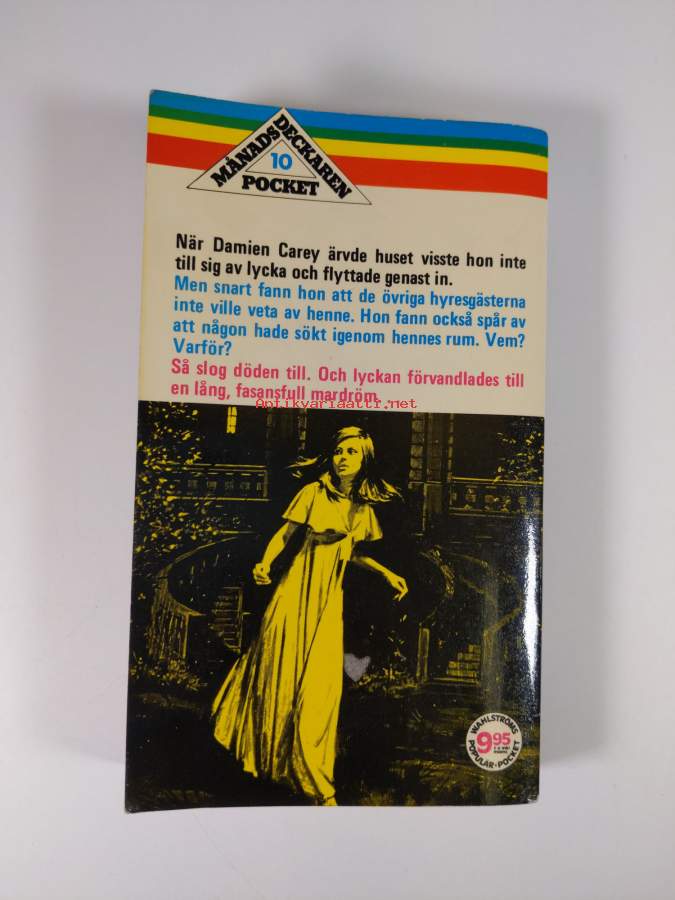 MÅNADS
DECKAREN
10
POCKET
När Damien Carey ärvde huset visste hon inte
till sig av lycka och flyttade genast in.
Men snart fann hon att de övriga hyresgästerna
inte ville veta av henne. Hon fann också spår av
att någon hade sökt igenom hennes rum. Vem?
Varför?
Så slog döden till. Och lyckan förvandlades till
en lång, fasansfull mardröm.
Antikvariaattr.net
WAHLSTRÖMS
9.95
POPULÄR-POCKET